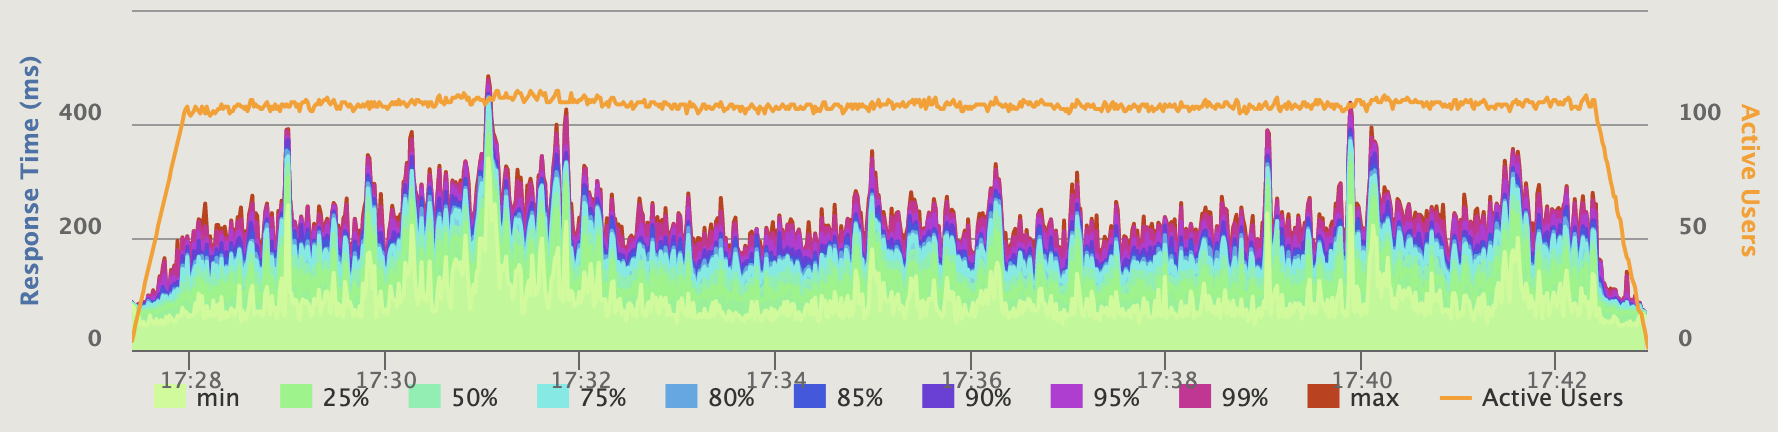 Response Time (ms)
400
200
0
100
50
0
Active Users
17:28 17:30 17:32 17:34 17:36 17:38 17:40 17:42
min 25% 50% 75% 80% 85% 90% 95% 99% max Active Users